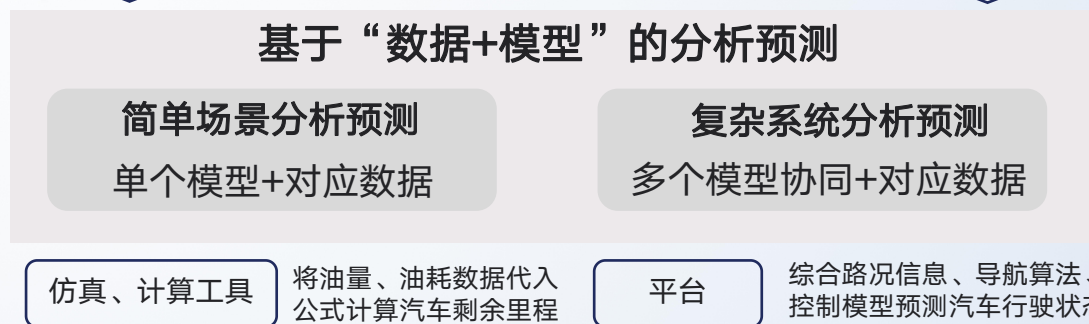 基于“数据+模型”的分析预测
简单场景分析预测
单个模型+对应数据
复杂系统分析预测
多个模型协同+对应数据
仿真、计算工具
将油量、油耗数据代入
公式计算汽车剩余里程
平台
综合路况信息、导航算法、
控制模型预测汽车行驶状态